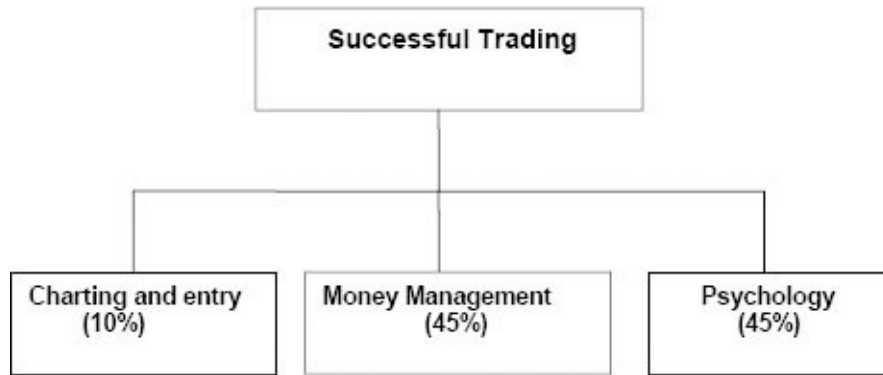 Successful Trading
Charting and entry
(10%)
Money Management
(45%)
Psychology
(45%)